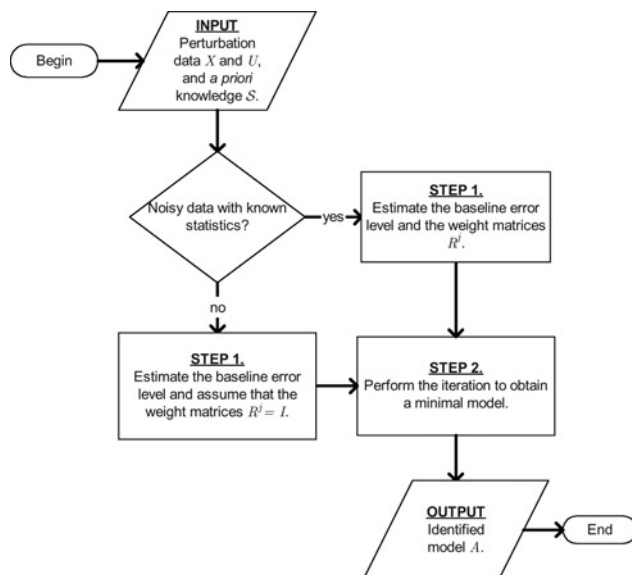 Begin
INPUT
Perturbation
data X and U,
and a priori
knowledge S.
Noisy data with known
statistics?
yes
STEP 1.
Estimate the baseline error
level and the weight matrices
R^j.
no
STEP 1.
Estimate the baseline error
level and assume that the
weight matrices R^j = I.
STEP 2.
Perform the iteration to obtain
a minimal model.
OUTPUT
Identified
model A.
End